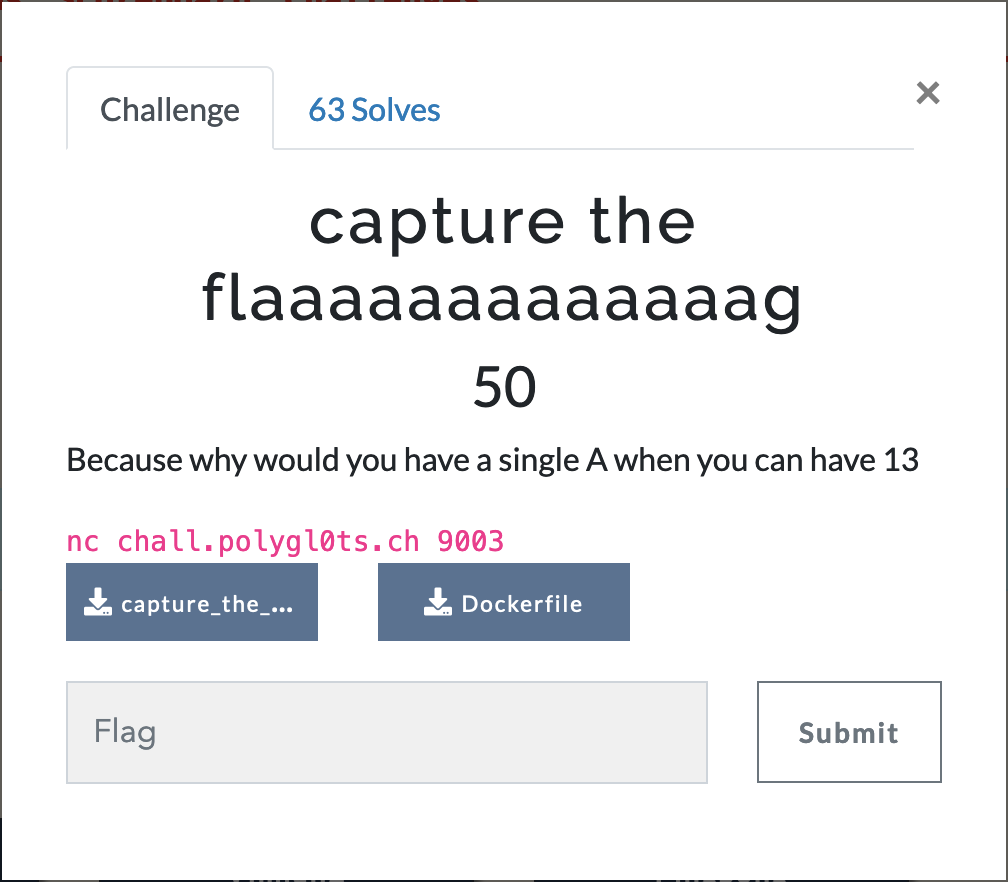 Challenge
63 Solves
×
capture the
flaaaaaaaaaaaaag
50
Because why would you have a single A when you can have 13
nc chall.polygl0ts.ch 9003
capture_the_...
Dockerfile
Flag
Submit